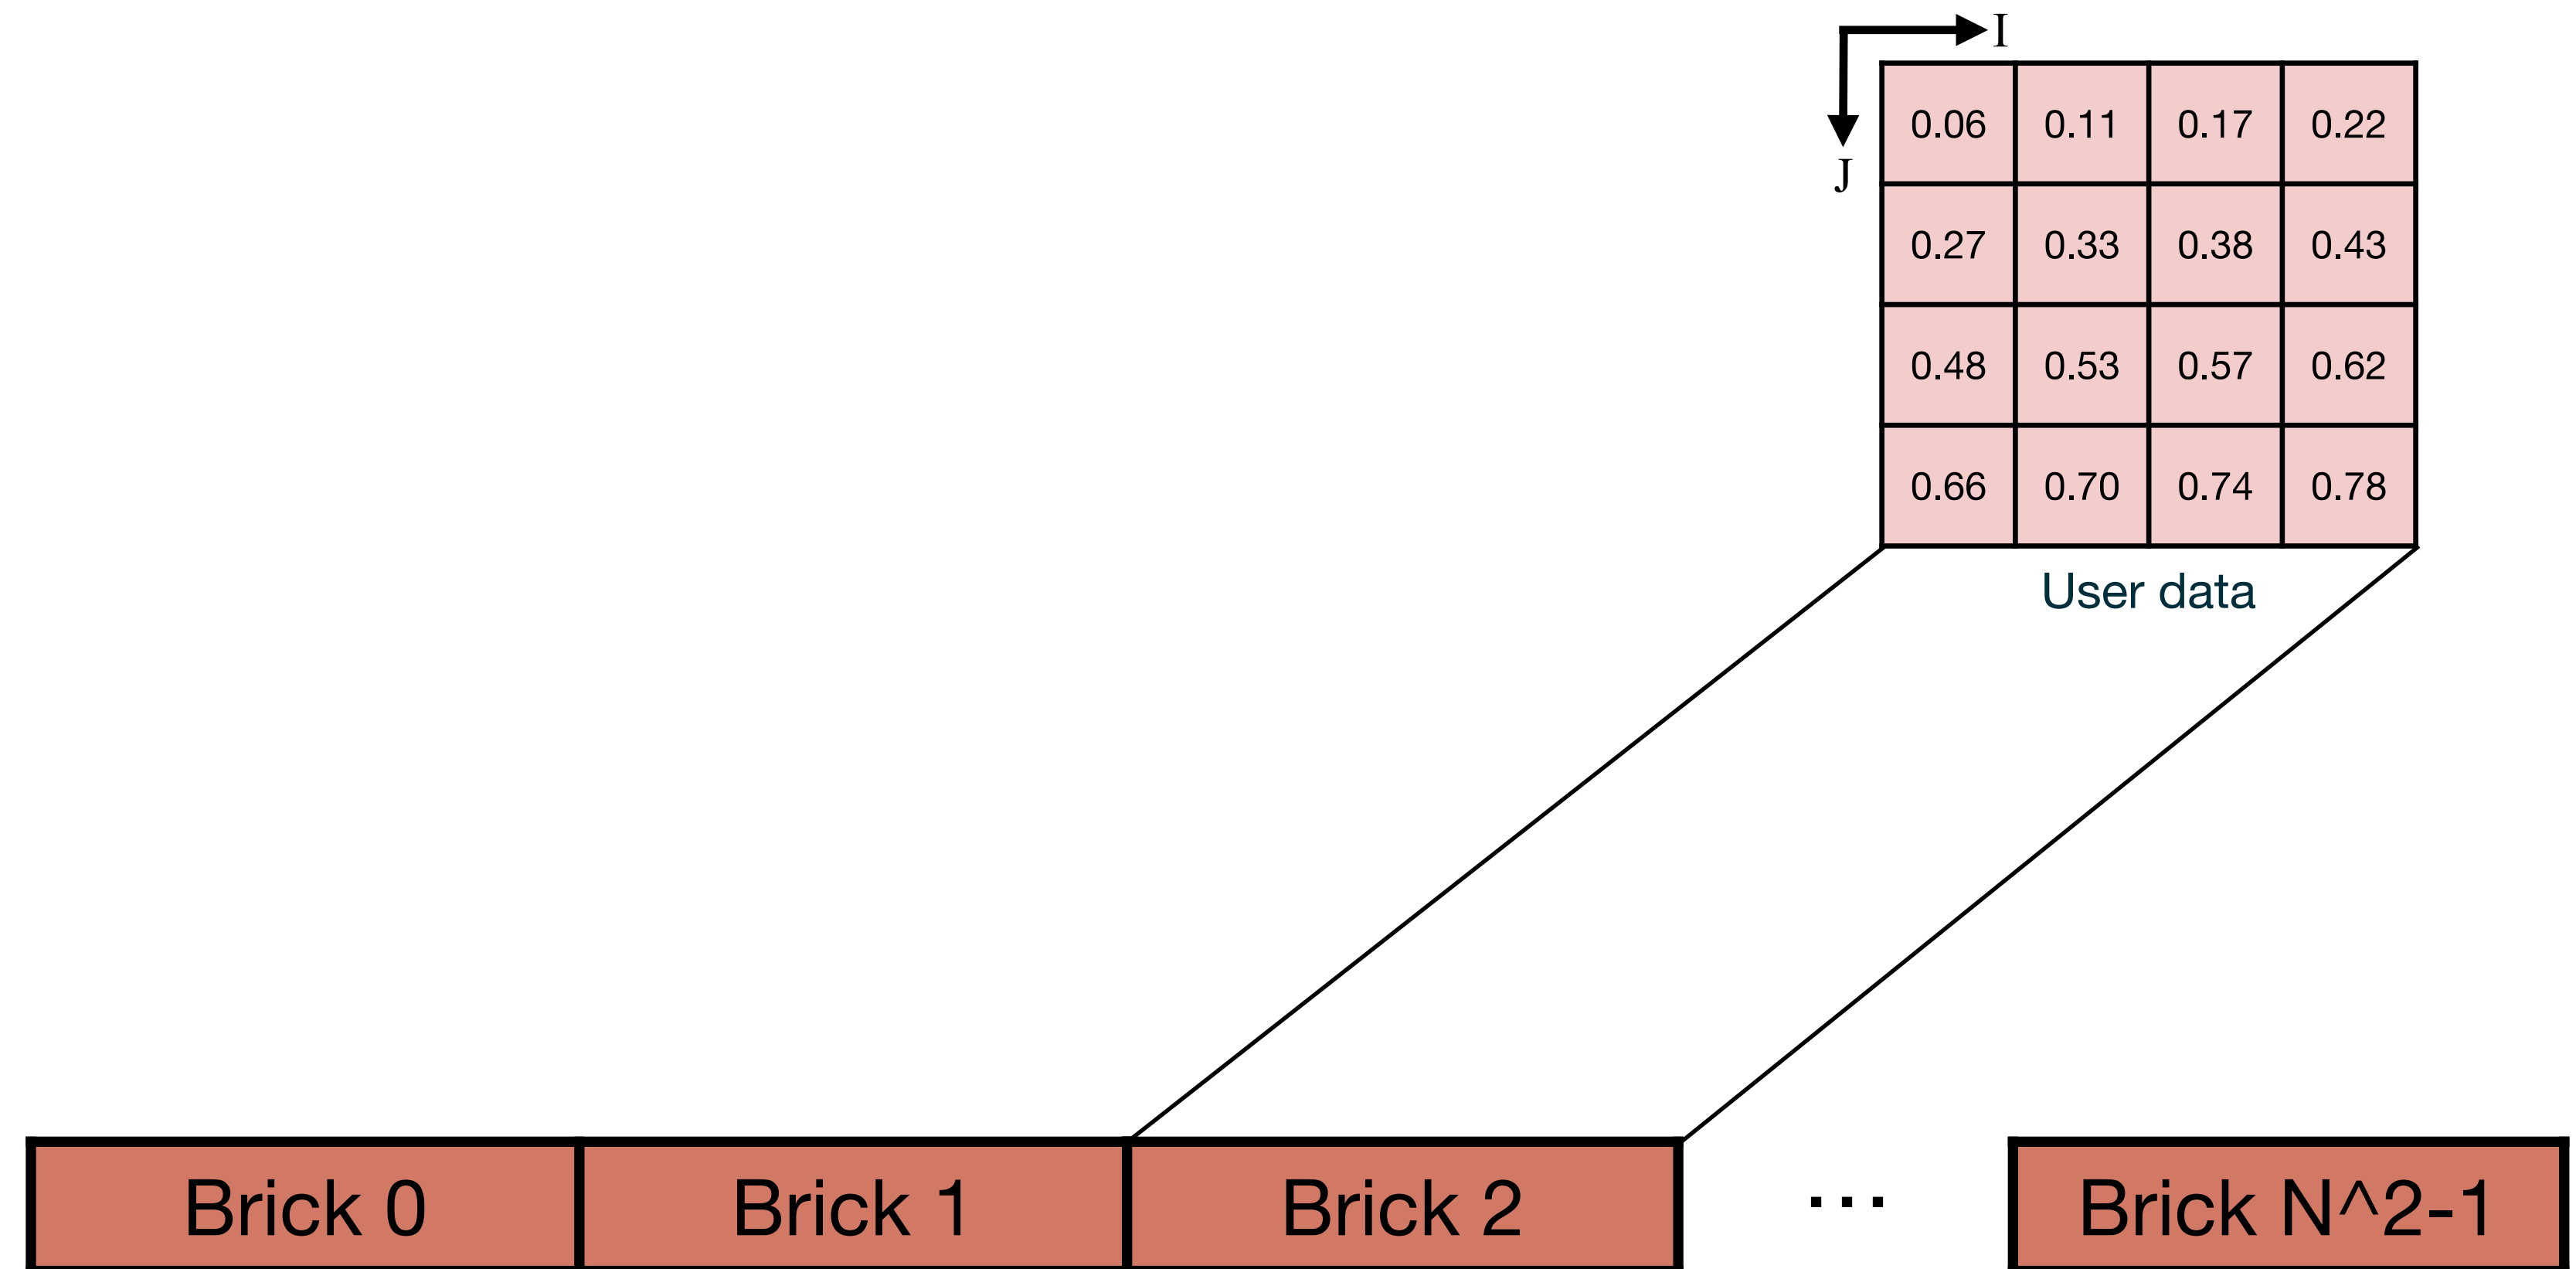 I
J
0.06 0.11 0.17 0.22
0.27 0.33 0.38 0.43
0.48 0.53 0.57 0.62
0.66 0.70 0.74 0.78
User data
Brick 0 Brick 1 Brick 2 ... Brick N^2-1